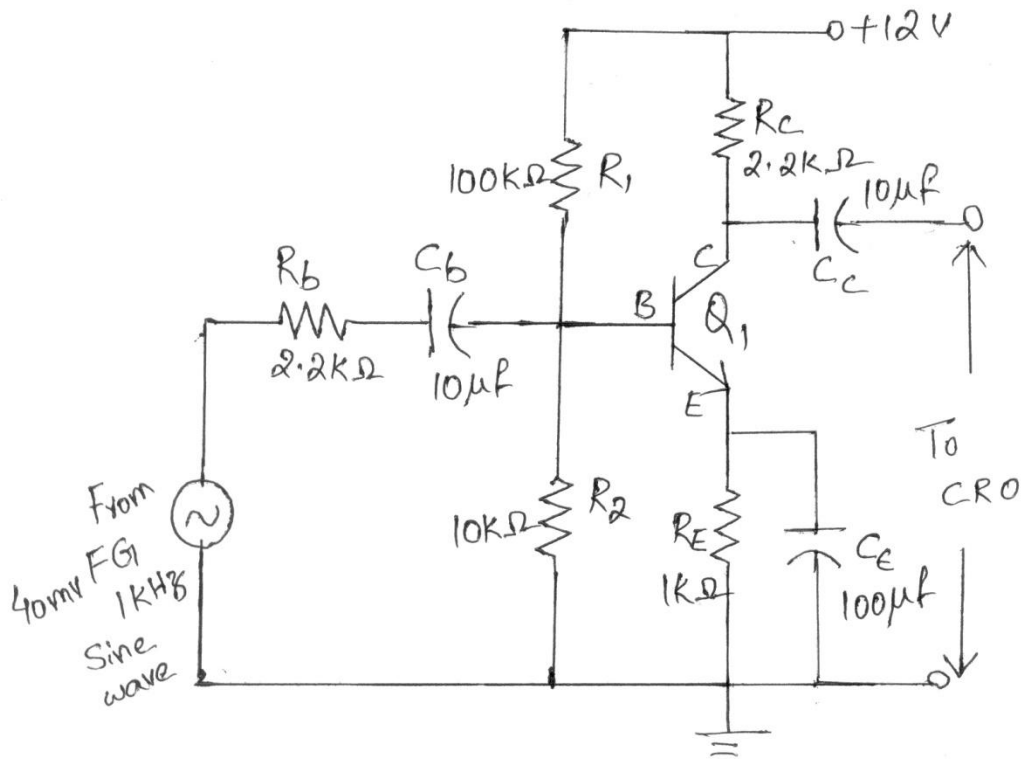 +12V
RC
2.2KΩ
100KΩ
R1
10µf
CC
C
B
Q1
E
Rb
2.2KΩ
Cb
10µf
From
40mv FG
1KHz
Sine
wave
10KΩ
R2
RE
1KΩ
CE
100µf
To
CRO